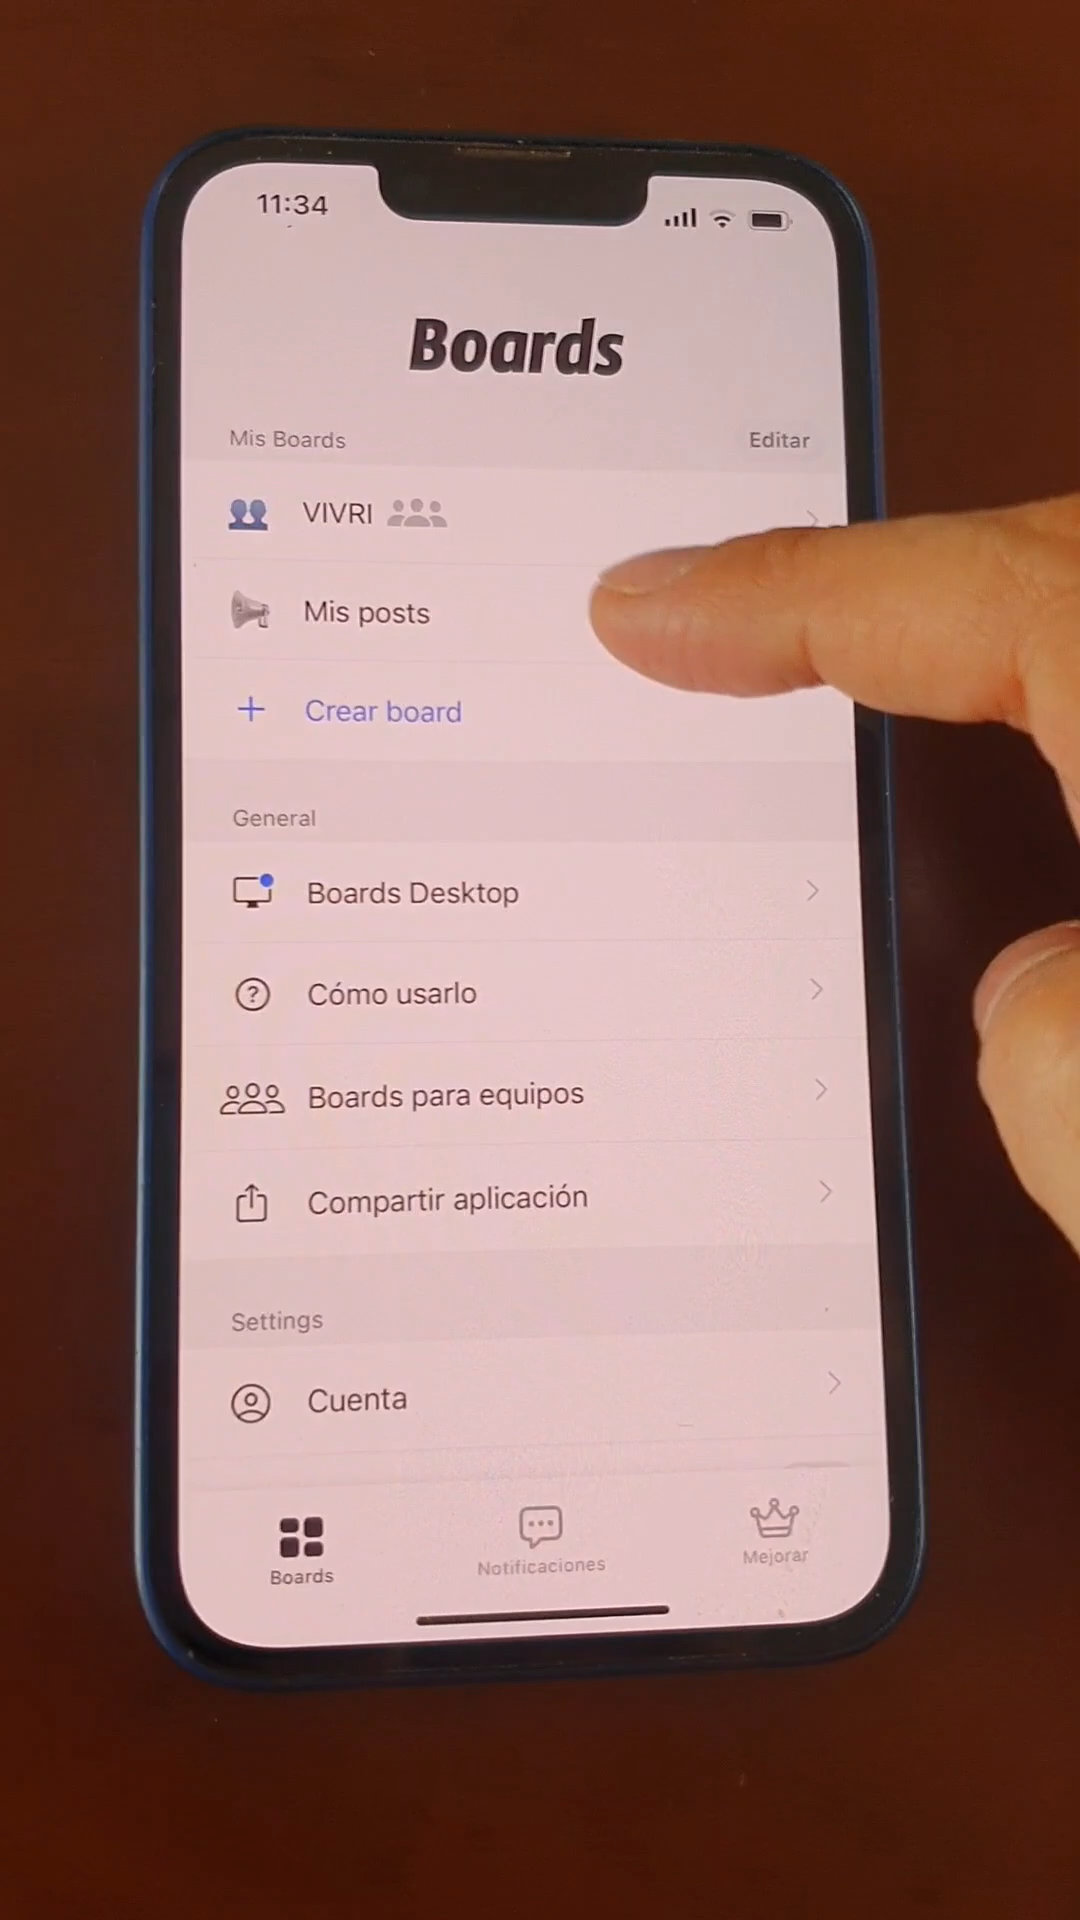 11:34
Boards
Mis Boards
Editar
VIVRI
Mis posts
Crear board
General
Boards Desktop
Cómo usarlo
Boards para equipos
Compartir aplicación
Settings
Cuenta
Boards
Notificaciones
Mejorar